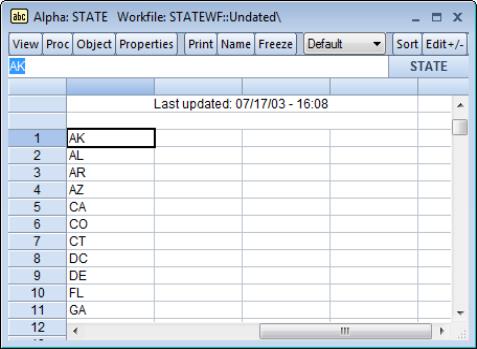 abc Alpha: STATE Workfile: STATEWF::Undated\
View Proc Object Properties Print Name Freeze Default Sort Edit+/-
AK STATE
Last updated: 07/17/03 - 16:08
1 AK
2 AL
3 AR
4 AZ
5 CA
6 CO
7 CT
8 DC
9 DE
10 FL
11 GA
12